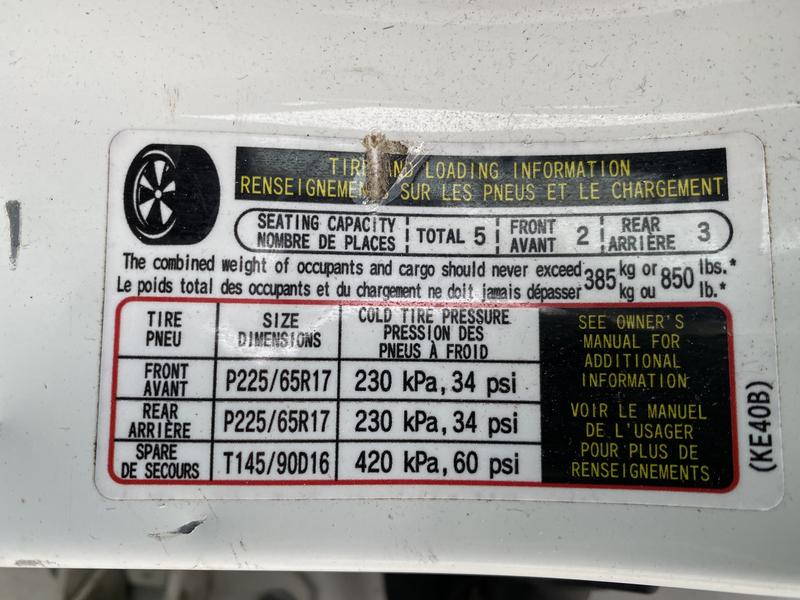 TIRE AND LOADING INFORMATION
RENSEIGNEMENTS SUR LES PNEUS ET LE CHARGEMENT
SEATING CAPACITY
NOMBRE DE PLACES
TOTAL 5
FRONT
AVANT
2
REAR
ARRIÈRE
3
The combined weight of occupants and cargo should never exceed 385 kg or 850 lbs.*
Le poids total des occupants et du chargement ne doit jamais dépasser kg ou lb.*
TIRE
PNEU
SIZE
DIMENSIONS
COLD TIRE PRESSURE
PRESSION DES
PNEUS À FROID
FRONT
AVANT
P225/65R17
230 kPa, 34 psi
REAR
ARRIÈRE
P225/65R17
230 kPa, 34 psi
SPARE
DE SECOURS
T145/90D16
420 kPa, 60 psi
SEE OWNER'S
MANUAL FOR
ADDITIONAL
INFORMATION
VOIR LE MANUEL
DE L'USAGER
POUR PLUS DE
RENSEIGNEMENTS
(KE40B)